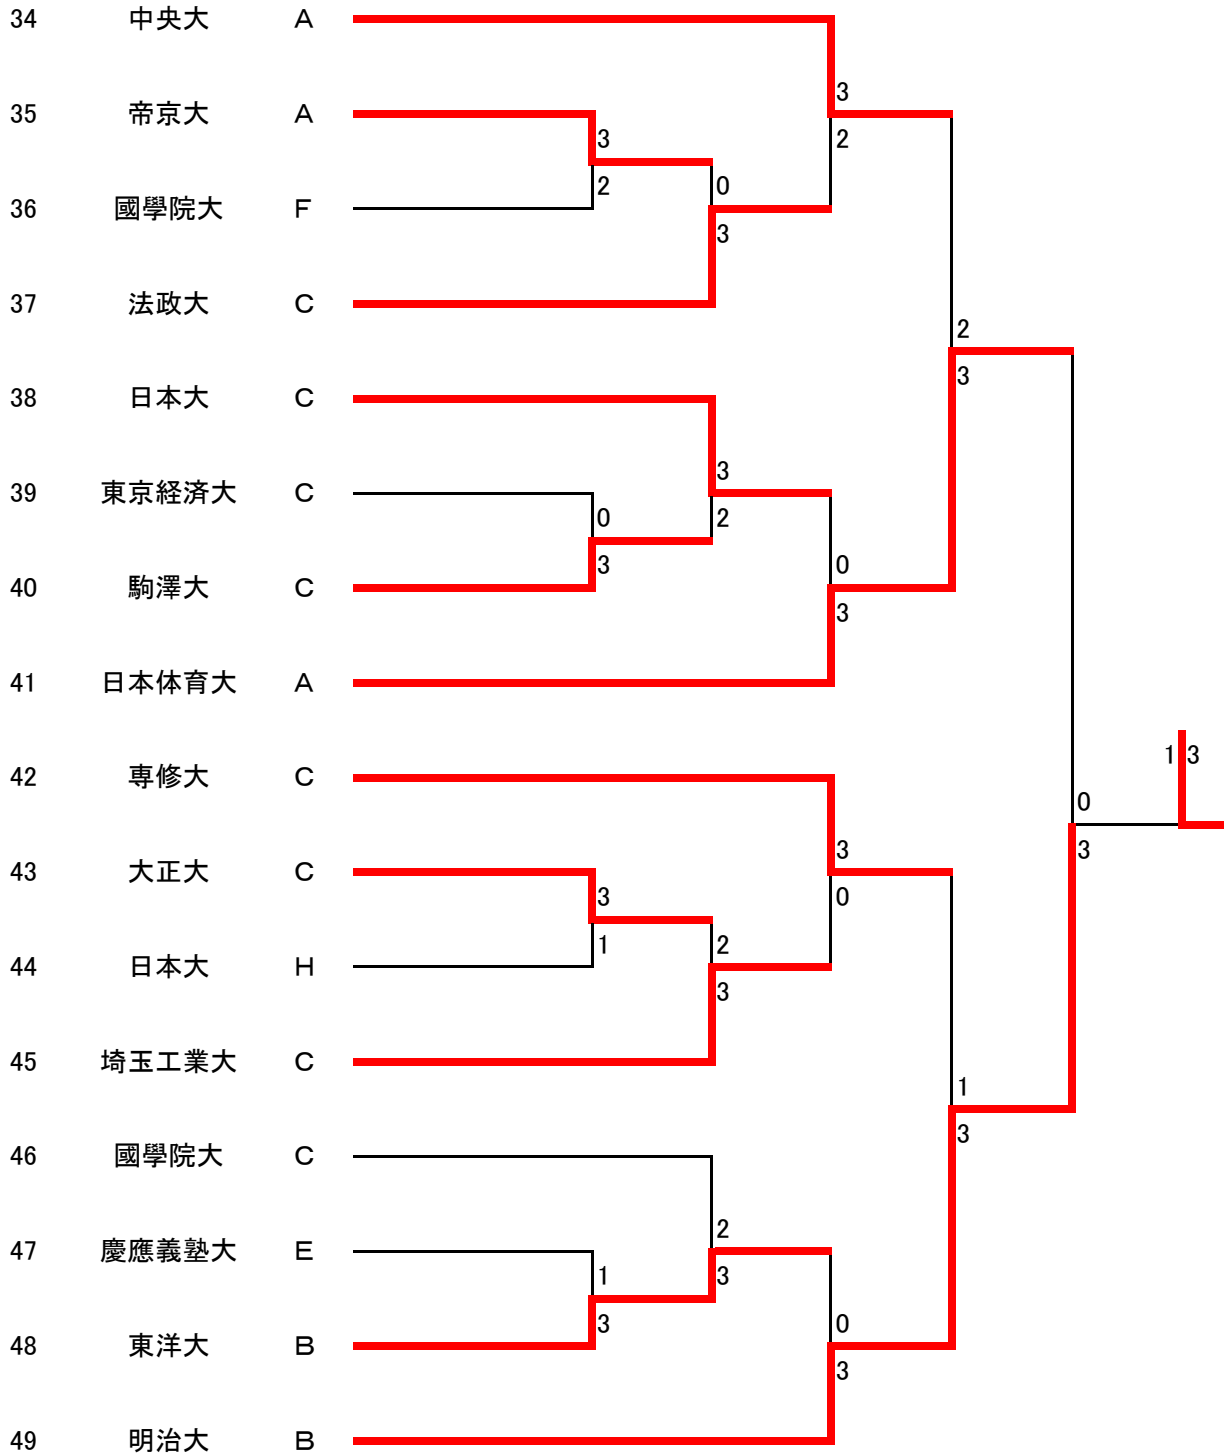 34 中央大 A
3
35 帝京大 A
3
2
2
0
36 國學院大 F
3
37 法政大 C
2
3
38 日本大 C
3
39 東京経済大 C
0
2
0
3
40 駒澤大 C
3
41 日本体育大 A
1 3
42 専修大 C
0
3
3
43 大正大 C
3
0
1
2
44 日本大 H
3
45 埼玉工業大 C
1
3
46 國學院大 C
2
47 慶應義塾大 E
1
3
3
0
48 東洋大 B
3
49 明治大 B